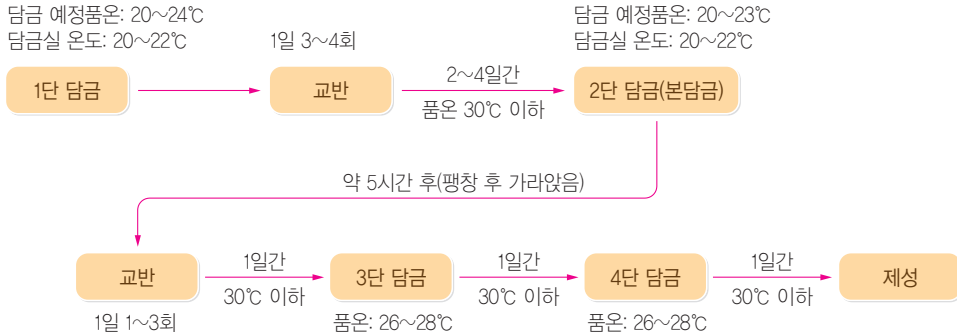 담금 예정품온: 20~24℃
담금실 온도: 20~22℃
1단 담금
1일 3~4회
교반
2~4일간
품온 30℃ 이하
담금 예정품온: 20~23℃
담금실 온도: 20~22℃
2단 담금(본담금)
약 5시간 후(팽창 후 가라앉음)
교반
1일 1~3회
1일간
30℃ 이하
3단 담금
품온: 26~28℃
1일간
30℃ 이하
4단 담금
품온: 26~28℃
1일간
30℃ 이하
제성